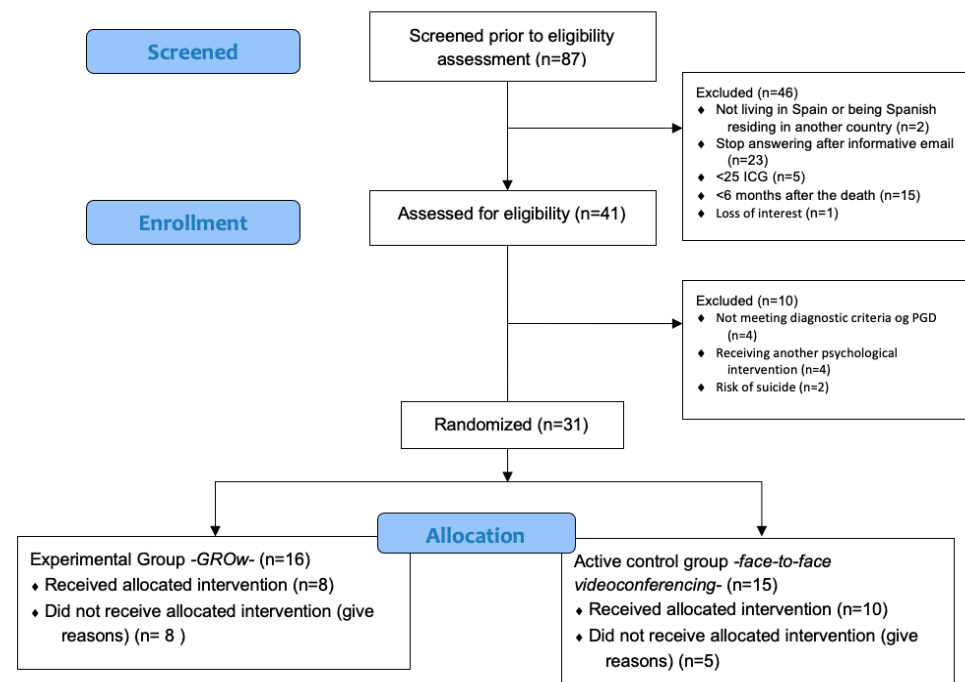 Screened
Screened prior to eligibility
assessment (n=87)
Excluded (n=46)
♦ Not living in Spain or being Spanish
residing in another country (n=2)
♦ Stop answering after informative email
(n=23)
♦ <25 ICG (n=5)
♦ <6 months after the death (n=15)
♦ Loss of interest (n=1)
Enrollment
Assessed for eligibility (n=41)
Excluded (n=10)
♦ Not meeting diagnostic criteria og PGD
(n=4)
♦ Receiving another psychological
intervention (n=4)
♦ Risk of suicide (n=2)
Randomized (n=31)
Allocation
Experimental Group -GROw- (n=16)
♦ Received allocated intervention (n=8)
♦ Did not receive allocated intervention (give
reasons) (n= 8 )
Active control group -face-to-face
videoconferencing- (n=15)
♦ Received allocated intervention (n=10)
♦ Did not receive allocated intervention (give
reasons) (n=5)